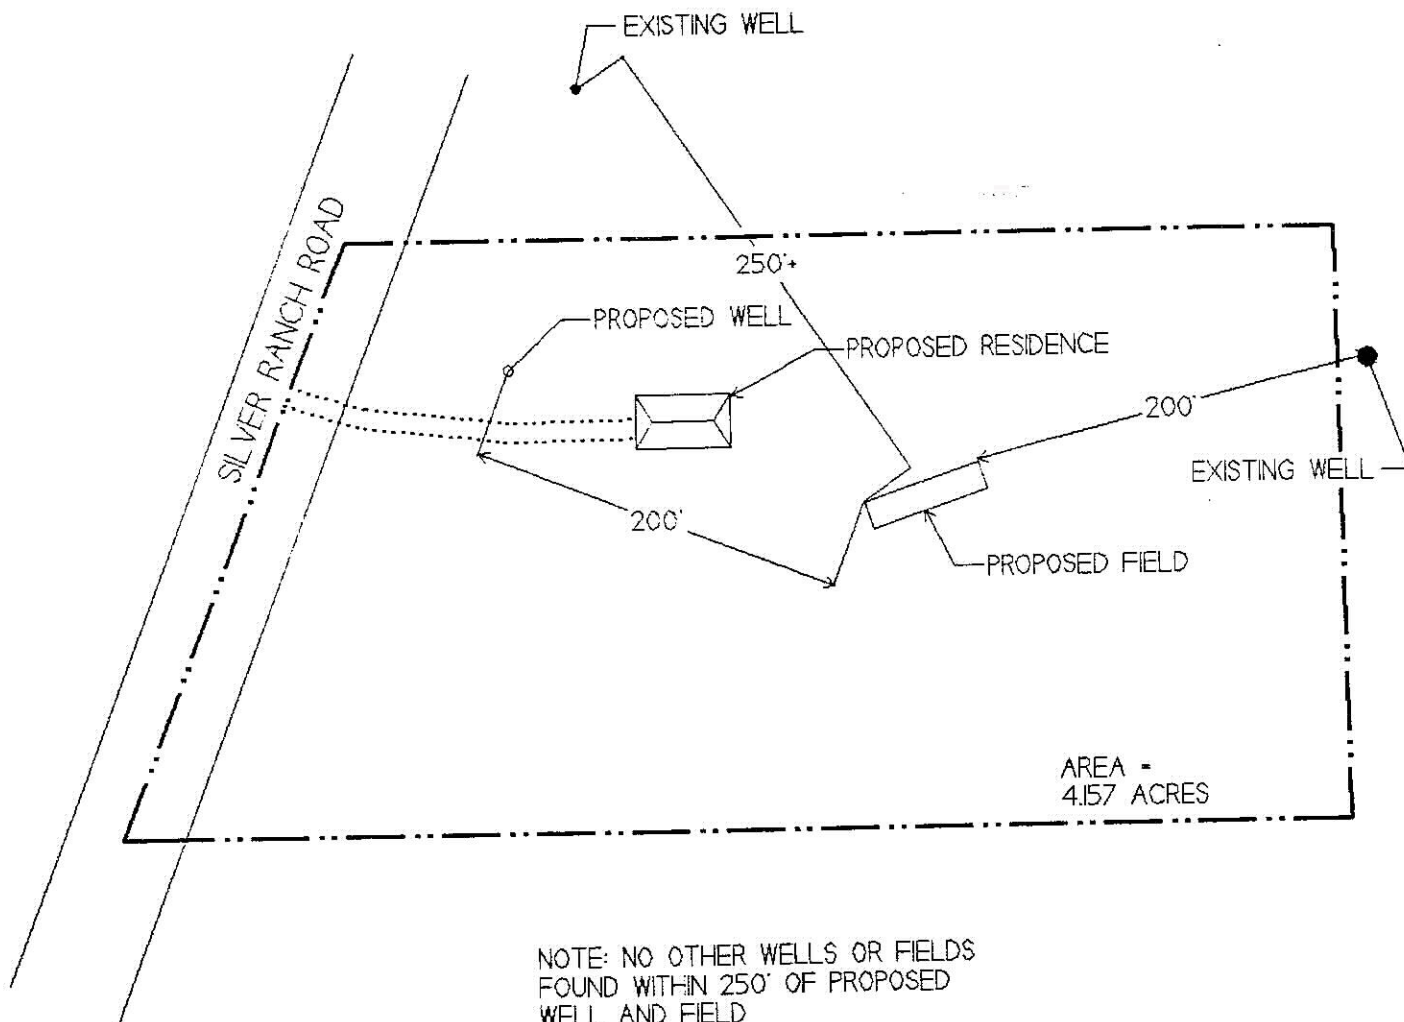 EXISTING WELL
SILVER RANCH ROAD
250'+
PROPOSED WELL
PROPOSED RESIDENCE
200'
EXISTING WELL
200'
PROPOSED FIELD
AREA =
4.157 ACRES
NOTE: NO OTHER WELLS OR FIELDS
FOUND WITHIN 250' OF PROPOSED
WELL AND FIELD